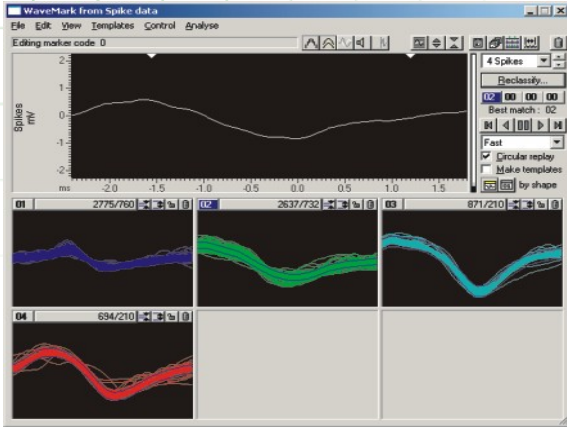 WaveMark from Spike data
File Edit View Templates Control Analyse
Editing marker code 0
4 Spikes
Reclassify...
02 00 00 00
Best match : 02
Fast
Circular replay
Make templates
by shape
Spikes
mV
2
1
0
-1
-2
ms -2.0 -1.5 -1.0 -0.5 0.0 0.5 1.0 1.5
01 2775/760
02 2637/732
03 871/210
04 694/210